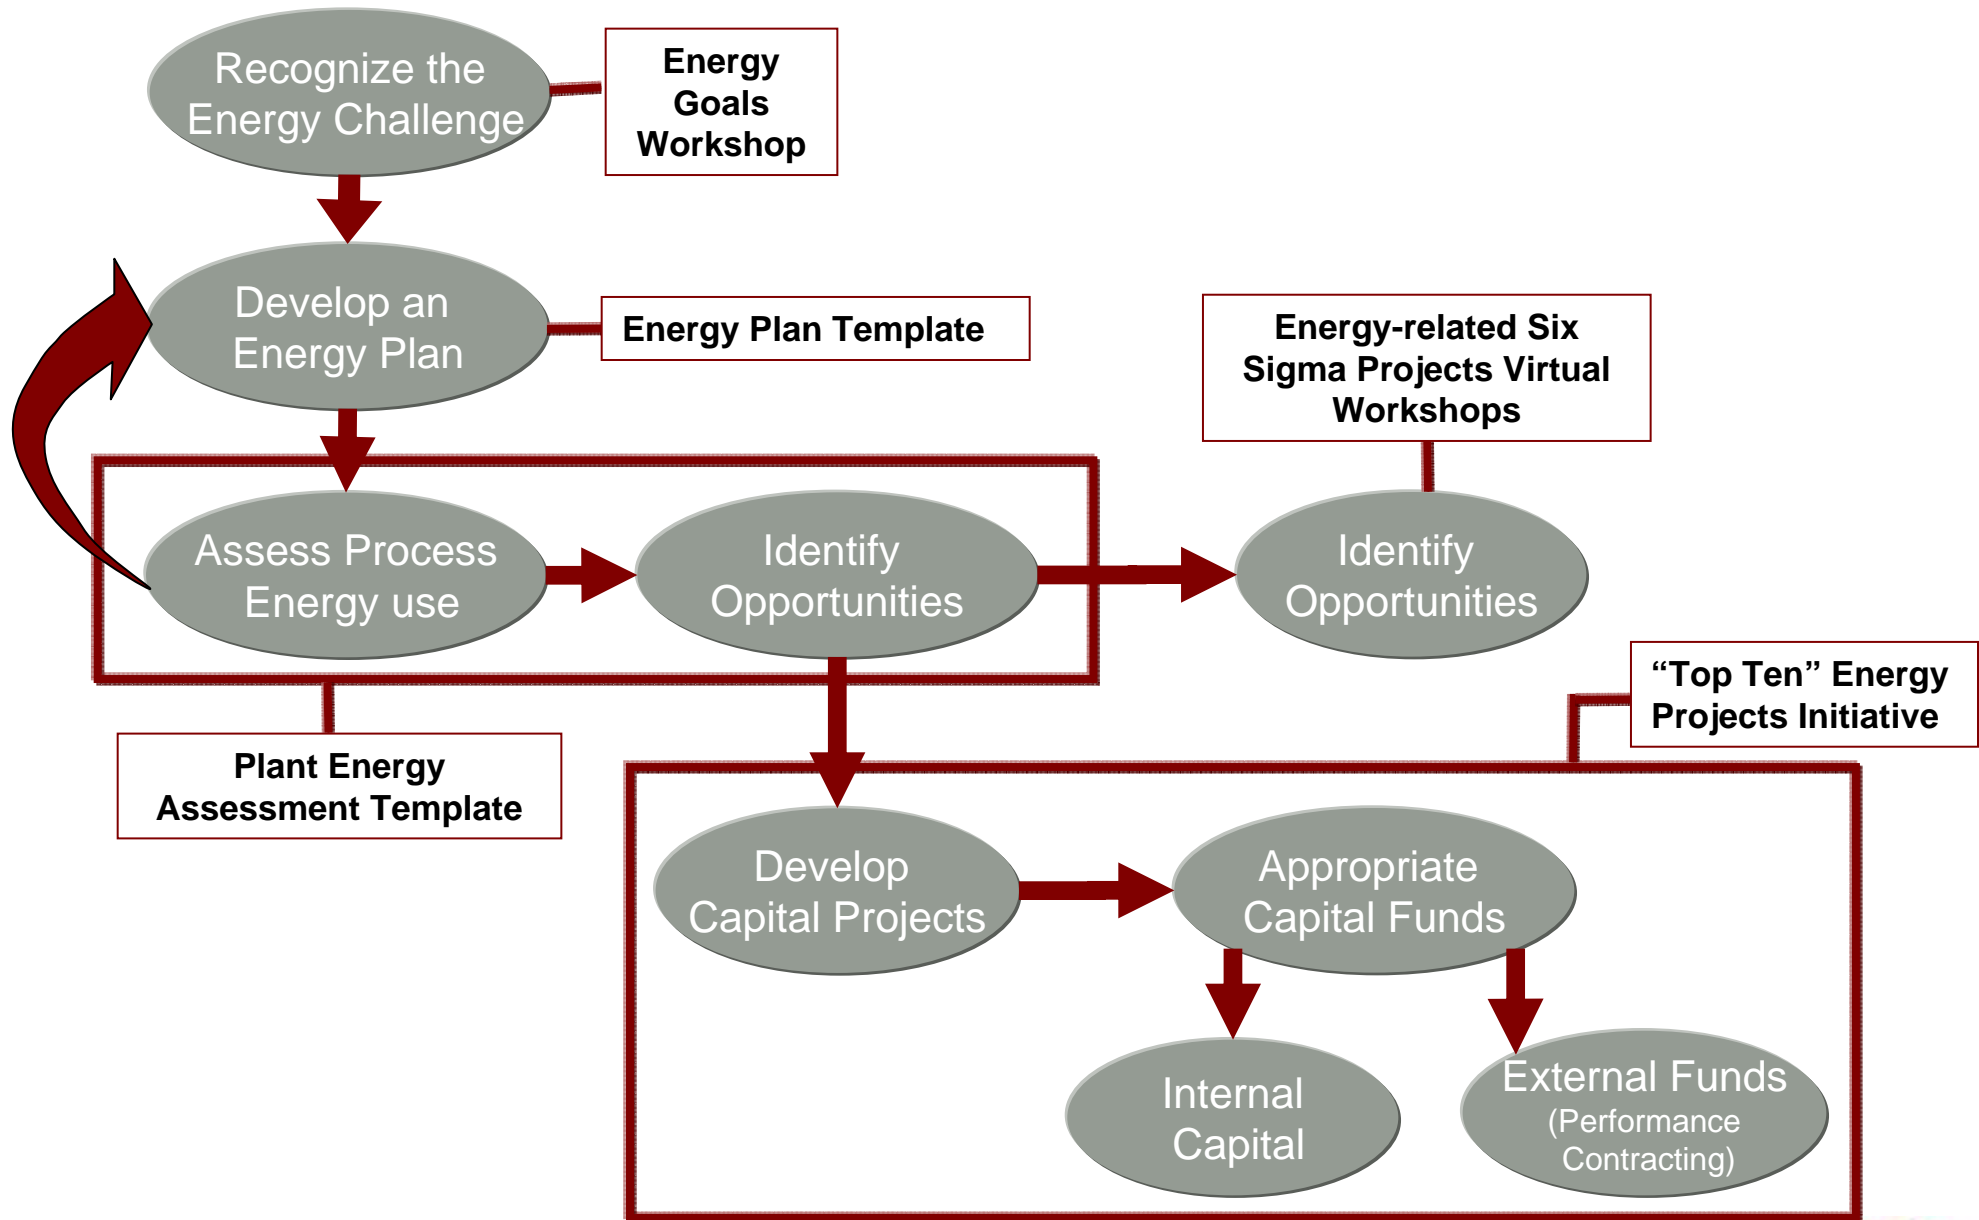 Recognize the
Energy Challenge
Energy
Goals
Workshop
Develop an
Energy Plan
Energy Plan Template
Energy-related Six
Sigma Projects Virtual
Workshops
Assess Process
Energy use
Identify
Opportunities
Identify
Opportunities
“Top Ten” Energy
Projects Initiative
Plant Energy
Assessment Template
Develop
Capital Projects
Appropriate
Capital Funds
Internal
Capital
External Funds
(Performance
Contracting)